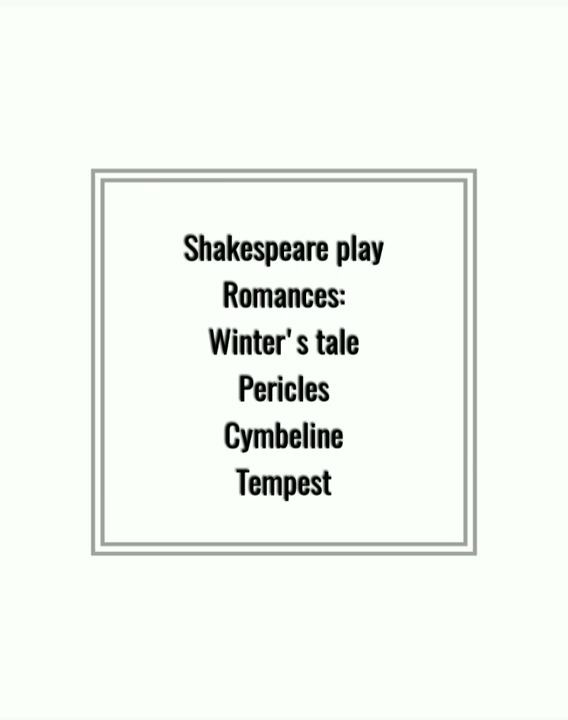 Shakespeare play
Romances:
Winter's tale
Pericles
Cymbeline
Tempest